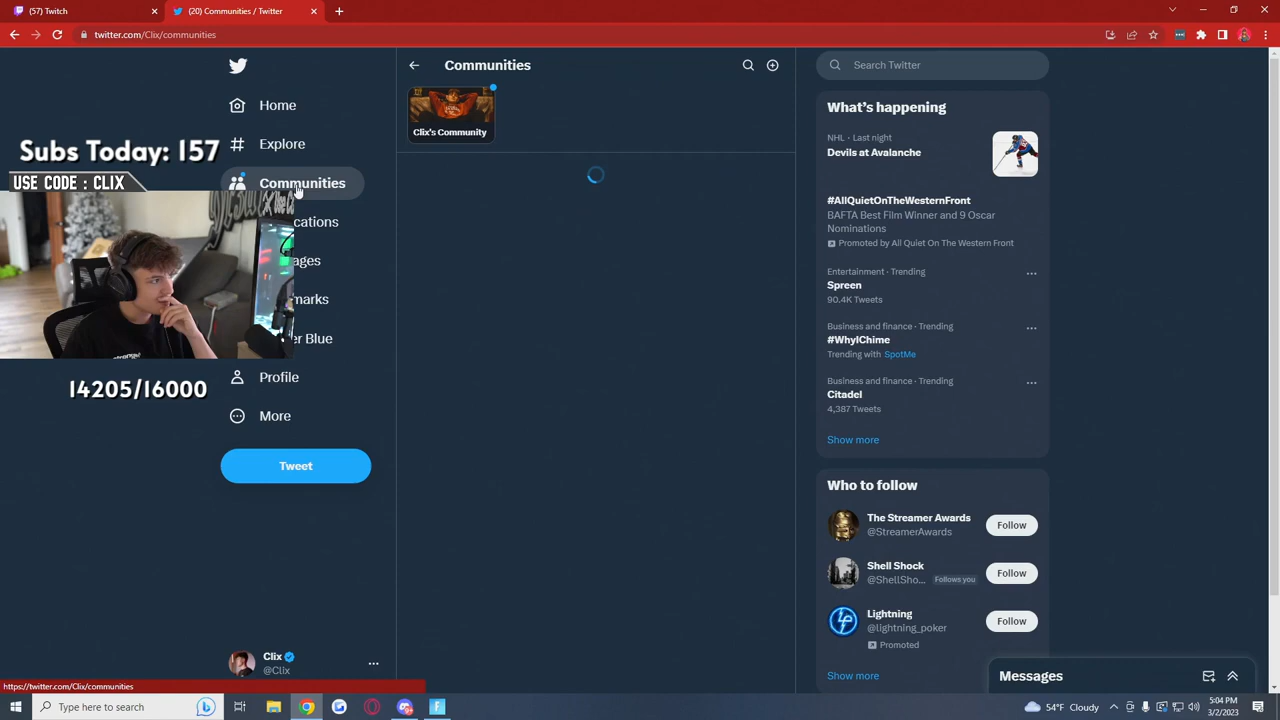 (57) Twitch
(20) Communities / Twitter
twitter.com/Clix/communities
Subs Today: 157
USE CODE : CLIX
14205/16000
Home
Explore
Communities
cations
ages
marks
er Blue
Profile
More
Tweet
Clix
@Clix
https://twitter.com/Clix/communities
Communities
Clix's Community
Search Twitter
What's happening
NHL · Last night
Devils at Avalanche
#AllQuietOnTheWesternFront
BAFTA Best Film Winner and 9 Oscar
Nominations
Promoted by All Quiet On The Western Front
Entertainment · Trending
Spreen
90.4K Tweets
Business and finance · Trending
#WhyIChime
Trending with SpotMe
Business and finance · Trending
Citadel
4,387 Tweets
Show more
Who to follow
The Streamer Awards
@StreamerAwards
Follow
Shell Shock
@ShellSho... Follows you
Follow
Lightning
@lightning_poker
Follow
Promoted
Show more
Messages
Type here to search
54°F Cloudy
5:04 PM
3/2/2023